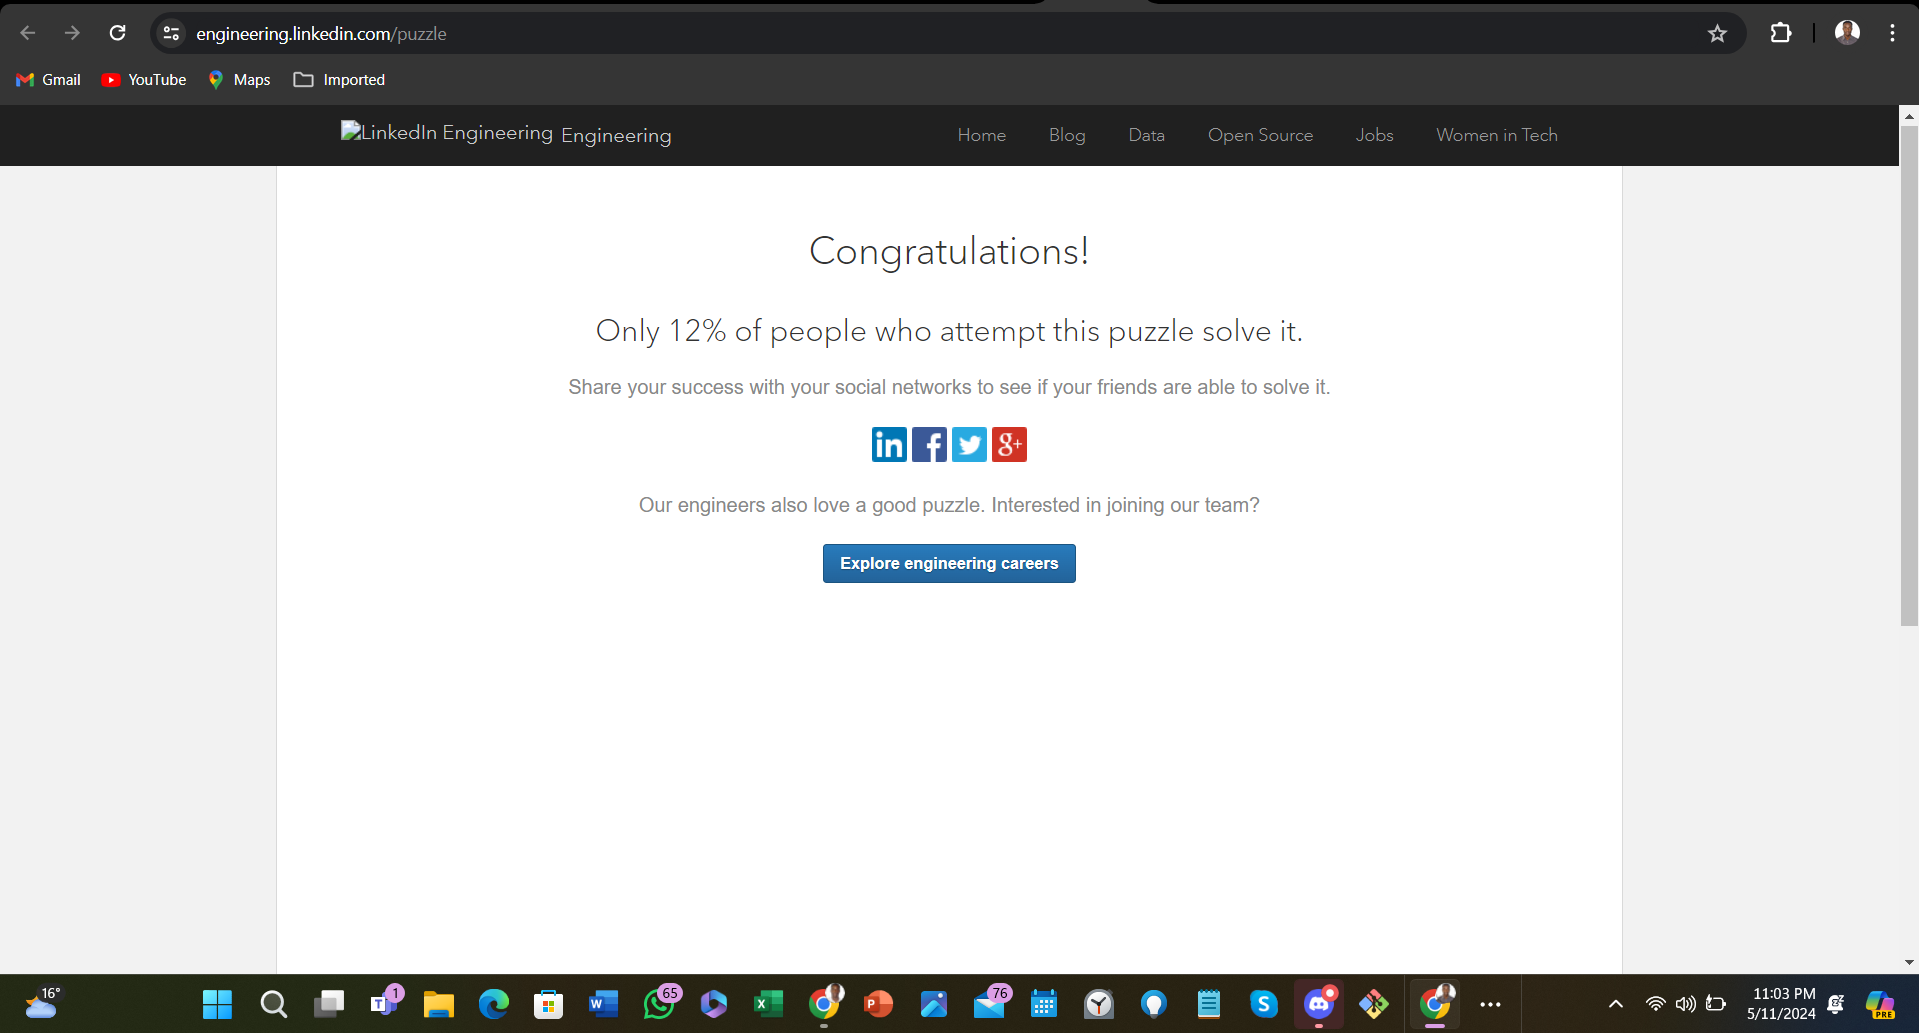 engineering.linkedin.com/puzzle
Gmail YouTube Maps Imported
LinkedIn Engineering Engineering Home Blog Data Open Source Jobs Women in Tech
Congratulations!
Only 12% of people who attempt this puzzle solve it.
Share your success with your social networks to see if your friends are able to solve it.
in f g+
Our engineers also love a good puzzle. Interested in joining our team?
Explore engineering careers
16° 1 65 76 11:03 PM
5/11/2024
T W X P S PRE